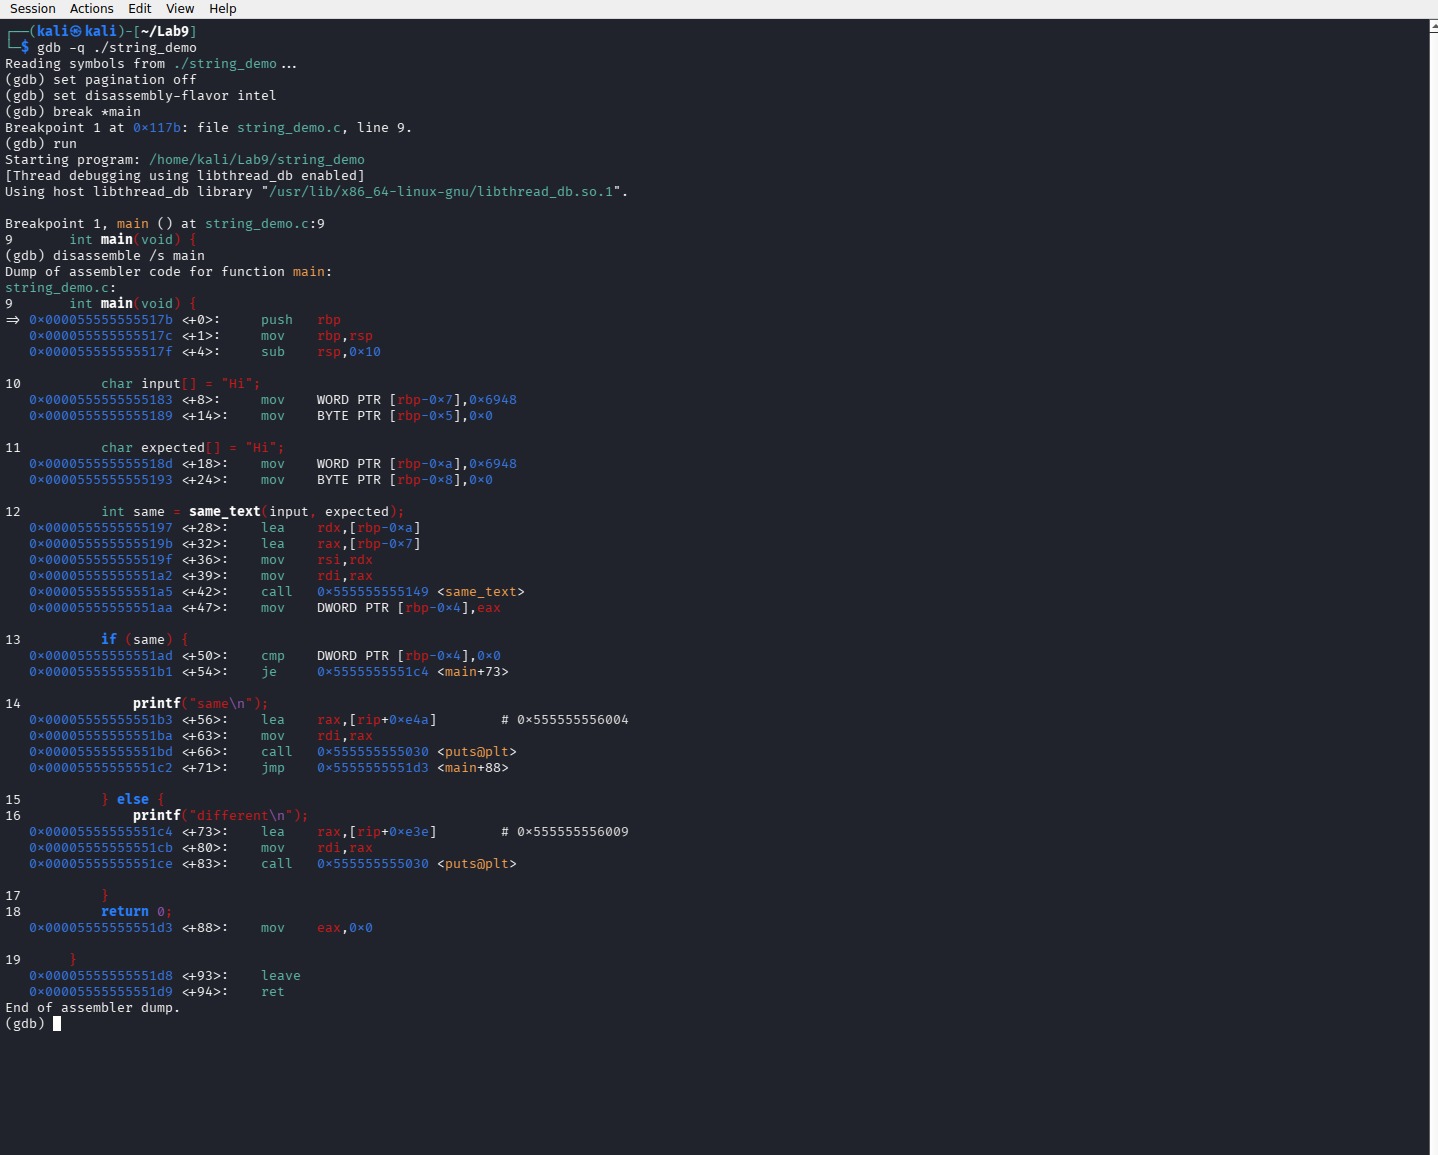 Session Actions Edit View Help
┌──(kali㉿kali)-[~/Lab9]
└─$ gdb -q ./string_demo
Reading symbols from ./string_demo...
(gdb) set pagination off
(gdb) set disassembly-flavor intel
(gdb) break *main
Breakpoint 1 at 0x117b: file string_demo.c, line 9.
(gdb) run
Starting program: /home/kali/Lab9/string_demo
[Thread debugging using libthread_db enabled]
Using host libthread_db library "/usr/lib/x86_64-linux-gnu/libthread_db.so.1".

Breakpoint 1, main () at string_demo.c:9
9       int main(void) {
(gdb) disassemble /s main
Dump of assembler code for function main:
string_demo.c:
9       int main(void) {
=> 0x000055555555517b <+0>:     push   rbp
   0x000055555555517c <+1>:     mov    rbp,rsp
   0x000055555555517f <+4>:     sub    rsp,0x10

10          char input[] = "Hi";
   0x0000555555555183 <+8>:     mov    WORD PTR [rbp-0x7],0x6948
   0x0000555555555189 <+14>:    mov    BYTE PTR [rbp-0x5],0x0

11          char expected[] = "Hi";
   0x000055555555518d <+18>:    mov    WORD PTR [rbp-0xa],0x6948
   0x0000555555555193 <+24>:    mov    BYTE PTR [rbp-0x8],0x0

12          int same = same_text(input, expected);
   0x0000555555555197 <+28>:    lea    rdx,[rbp-0xa]
   0x000055555555519b <+32>:    lea    rax,[rbp-0x7]
   0x000055555555519f <+36>:    mov    rsi,rdx
   0x00005555555551a2 <+39>:    mov    rdi,rax
   0x00005555555551a5 <+42>:    call   0x555555555149 <same_text>
   0x00005555555551aa <+47>:    mov    DWORD PTR [rbp-0x4],eax

13          if (same) {
   0x00005555555551ad <+50>:    cmp    DWORD PTR [rbp-0x4],0x0
   0x00005555555551b1 <+54>:    je     0x5555555551c4 <main+73>

14              printf("same\n");
   0x00005555555551b3 <+56>:    lea    rax,[rip+0xe4a]        # 0x555555556004
   0x00005555555551ba <+63>:    mov    rdi,rax
   0x00005555555551bd <+66>:    call   0x555555555030 <puts@plt>
   0x00005555555551c2 <+71>:    jmp    0x5555555551d3 <main+88>

15          } else {
16              printf("different\n");
   0x00005555555551c4 <+73>:    lea    rax,[rip+0xe3e]        # 0x555555556009
   0x00005555555551cb <+80>:    mov    rdi,rax
   0x00005555555551ce <+83>:    call   0x555555555030 <puts@plt>

17          }
18          return 0;
   0x00005555555551d3 <+88>:    mov    eax,0x0

19      }
   0x00005555555551d8 <+93>:    leave
   0x00005555555551d9 <+94>:    ret
End of assembler dump.
(gdb)